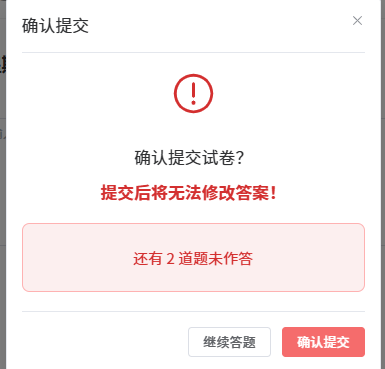 确认提交
确认提交试卷？
提交后将无法修改答案！
还有 2 道题未作答
继续答题
确认提交